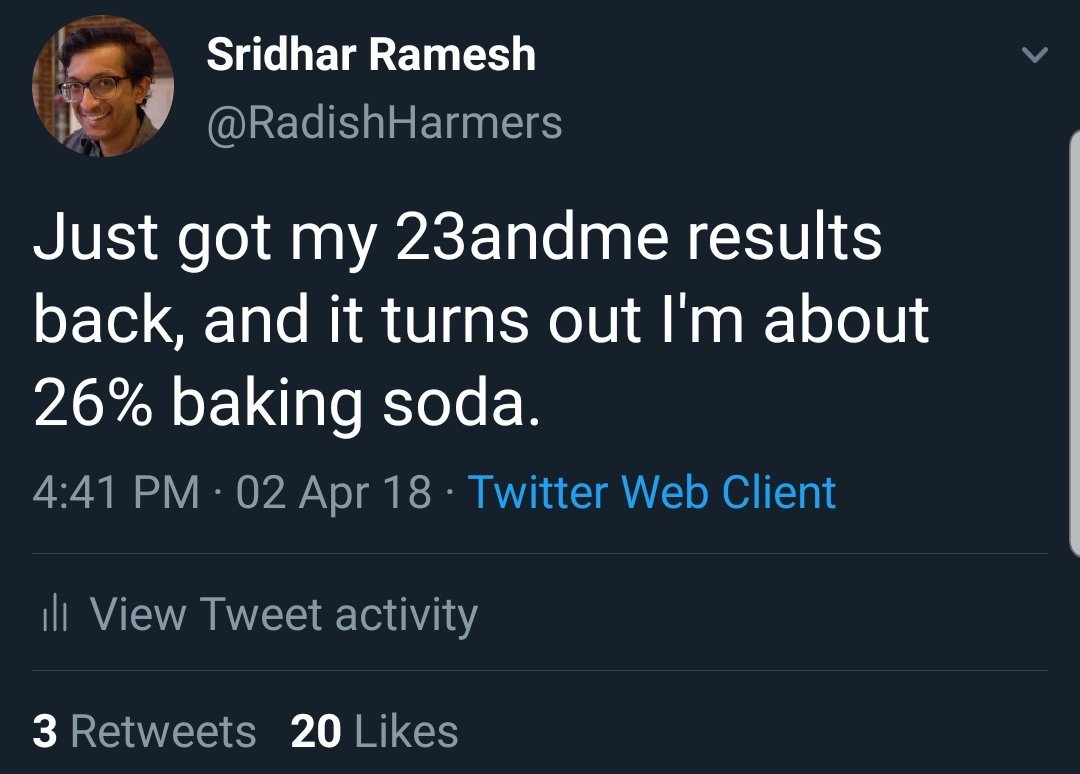 Sridhar Ramesh
@RadishHarmers
Just got my 23andme results
back, and it turns out I'm about
26% baking soda.
4:41 PM · 02 Apr 18 · Twitter Web Client
View Tweet activity
3 Retweets 20 Likes